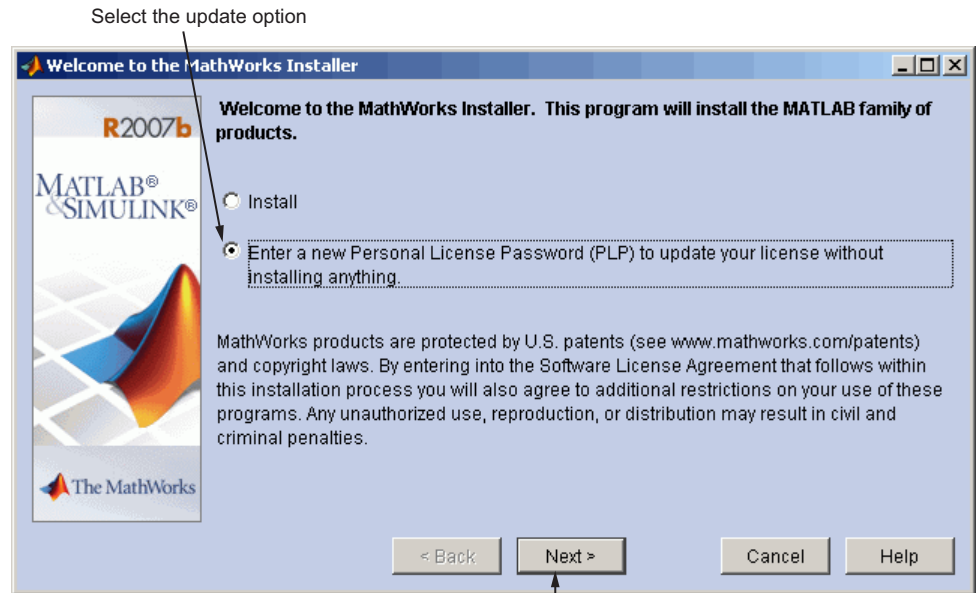 Select the update option
Welcome to the MathWorks Installer
R2007b
MATLAB®
&SIMULINK®
The MathWorks
Welcome to the MathWorks Installer. This program will install the MATLAB family of
products.
Install
Enter a new Personal License Password (PLP) to update your license without
installing anything.
MathWorks products are protected by U.S. patents (see www.mathworks.com/patents)
and copyright laws. By entering into the Software License Agreement that follows within
this installation process you will also agree to additional restrictions on your use of these
programs. Any unauthorized use, reproduction, or distribution may result in civil and
criminal penalties.
< Back
Next >
Cancel
Help